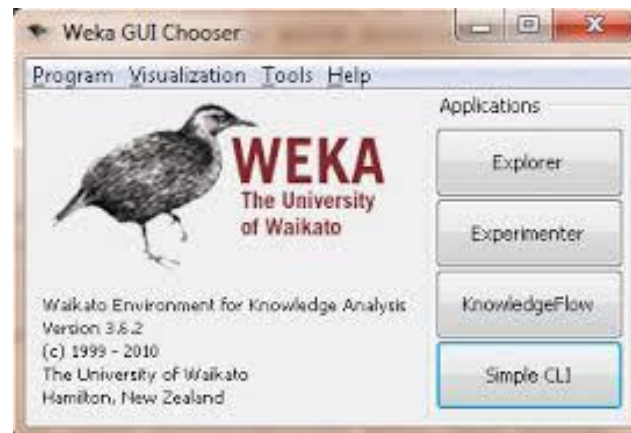 Weka GUI Chooser
Program Visualization Tools Help
WEKA
The University
of Waikato
Waikato Environment for Knowledge Analysis
Version 3.6.2
(c) 1999 - 2010
The University of Waikato
Hamilton, New Zealand
Applications
Explorer
Experimenter
KnowledgeFlow
Simple CLI